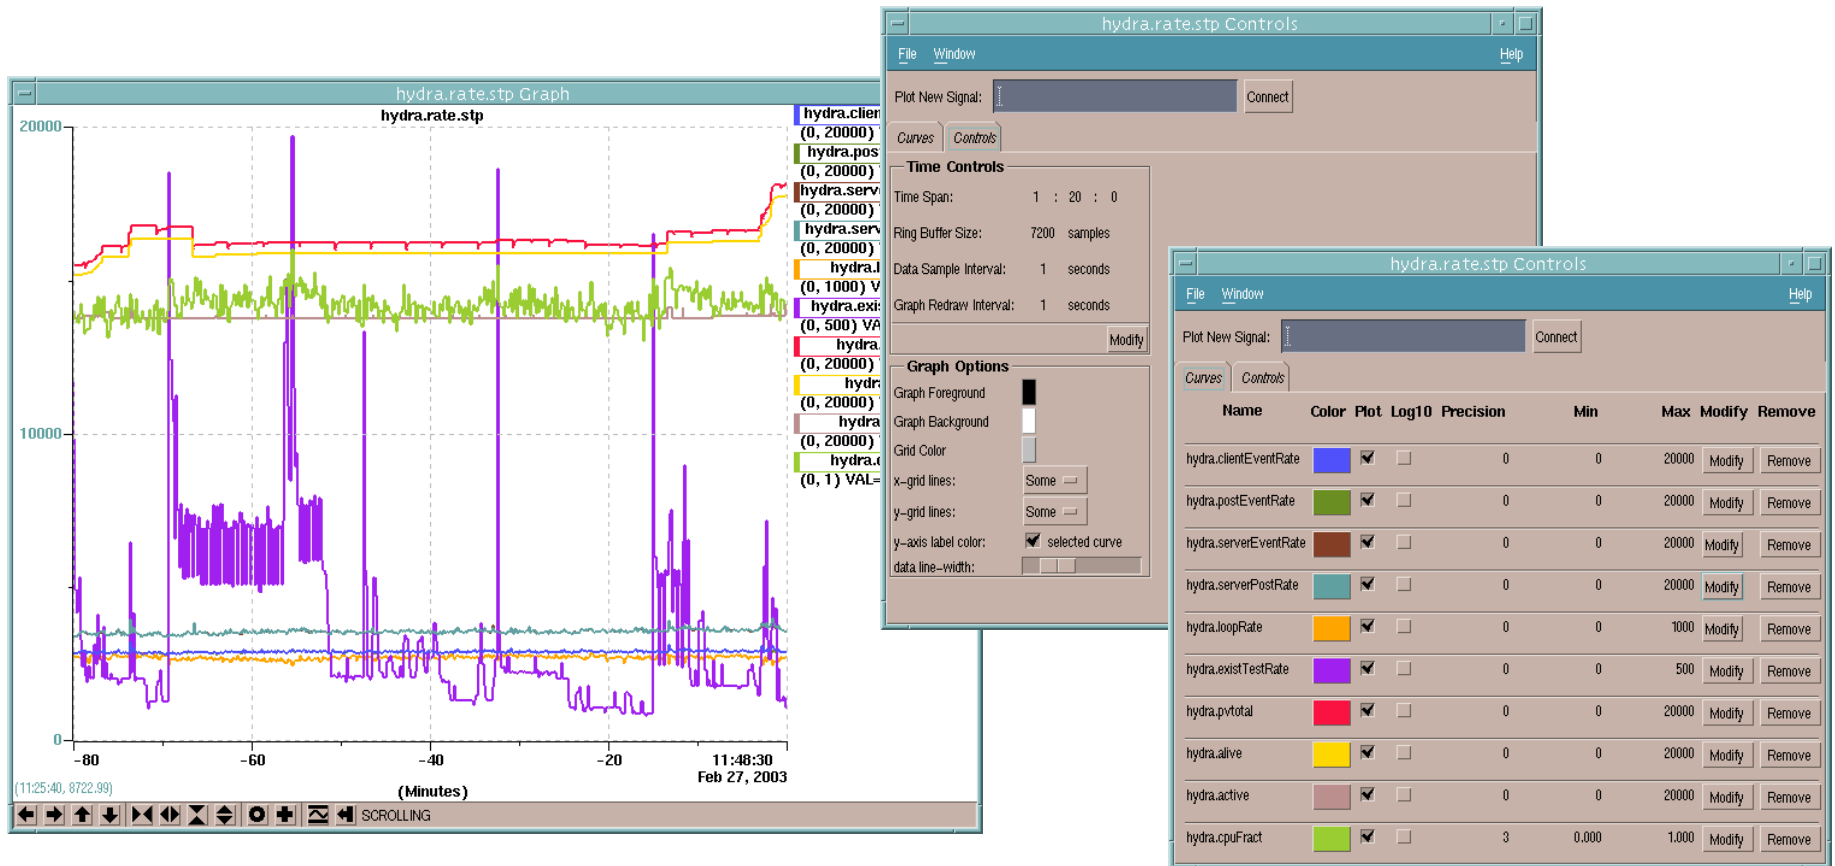 hydra.rate.stp Graph
hydra.rate.stp
20000
10000
0
-80
-60
-40
-20
11:48:30
Feb 27, 2003
(Minutes)
(11:25:40, 8722.99)
SCROLLING
hydra.clien
(0, 20000)
hydra.pos
(0, 20000)
hydra.serve
(0, 20000)
hydra.serv
(0, 20000)
hydra.l
(0, 1000) V
hydra.exis
(0, 500) VA
hydra.
(0, 20000)
hydra
(0, 20000)
hydra
(0, 20000)
hydra.c
(0, 1) VAL=
hydra.rate.stp Controls
File Window Help
Plot New Signal: Connect
Curves Controls
Time Controls
Time Span: 1 : 20 : 0
Ring Buffer Size: 7200 samples
Data Sample Interval: 1 seconds
Graph Redraw Interval: 1 seconds
Modify
Graph Options
Graph Foreground
Graph Background
Grid Color
x-grid lines: Some
y-grid lines: Some
y-axis label color: selected curve
data line-width:
hydra.rate.stp Controls
File Window Help
Plot New Signal: Connect
Curves Controls
Name Color Plot Log10 Precision Min Max Modify Remove
hydra.clientEventRate 0 0 20000 Modify Remove
hydra.postEventRate 0 0 20000 Modify Remove
hydra.serverEventRate 0 0 20000 Modify Remove
hydra.serverPostRate 0 0 20000 Modify Remove
hydra.loopRate 0 0 1000 Modify Remove
hydra.existTestRate 0 0 500 Modify Remove
hydra.pvtotal 0 0 20000 Modify Remove
hydra.alive 0 0 20000 Modify Remove
hydra.active 0 0 20000 Modify Remove
hydra.cpuFract 3 0.000 1.000 Modify Remove